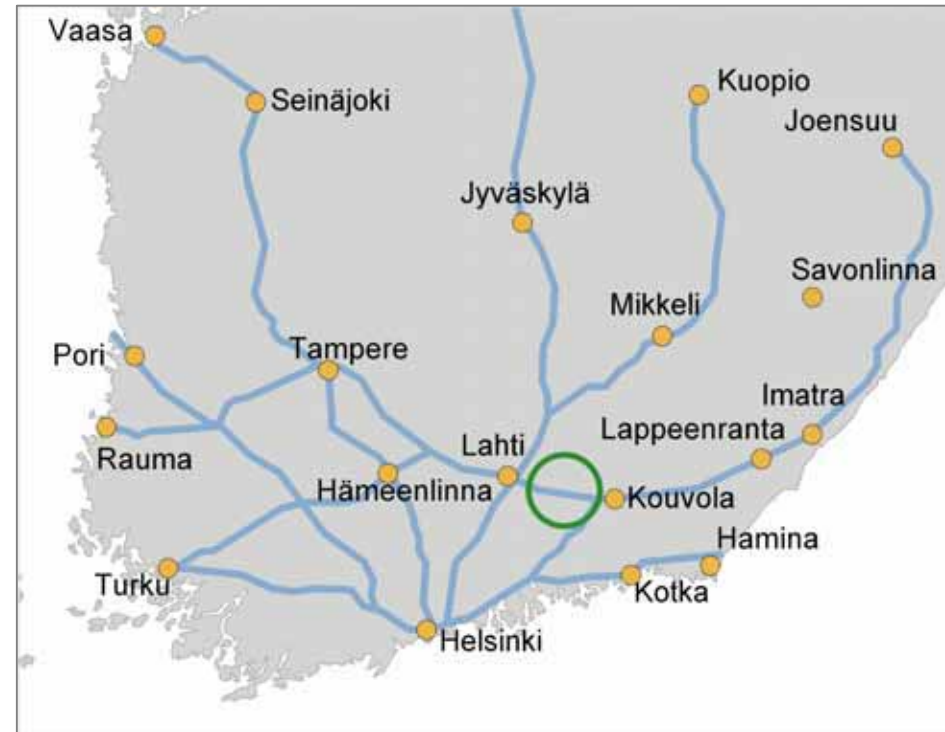 Vaasa
Seinäjoki
Kuopio
Joensuu
Jyväskylä
Savonlinna
Mikkeli
Pori
Tampere
Imatra
Lappeenranta
Lahti
Rauma
Hämeenlinna
Kouvola
Hamina
Turku
Kotka
Helsinki